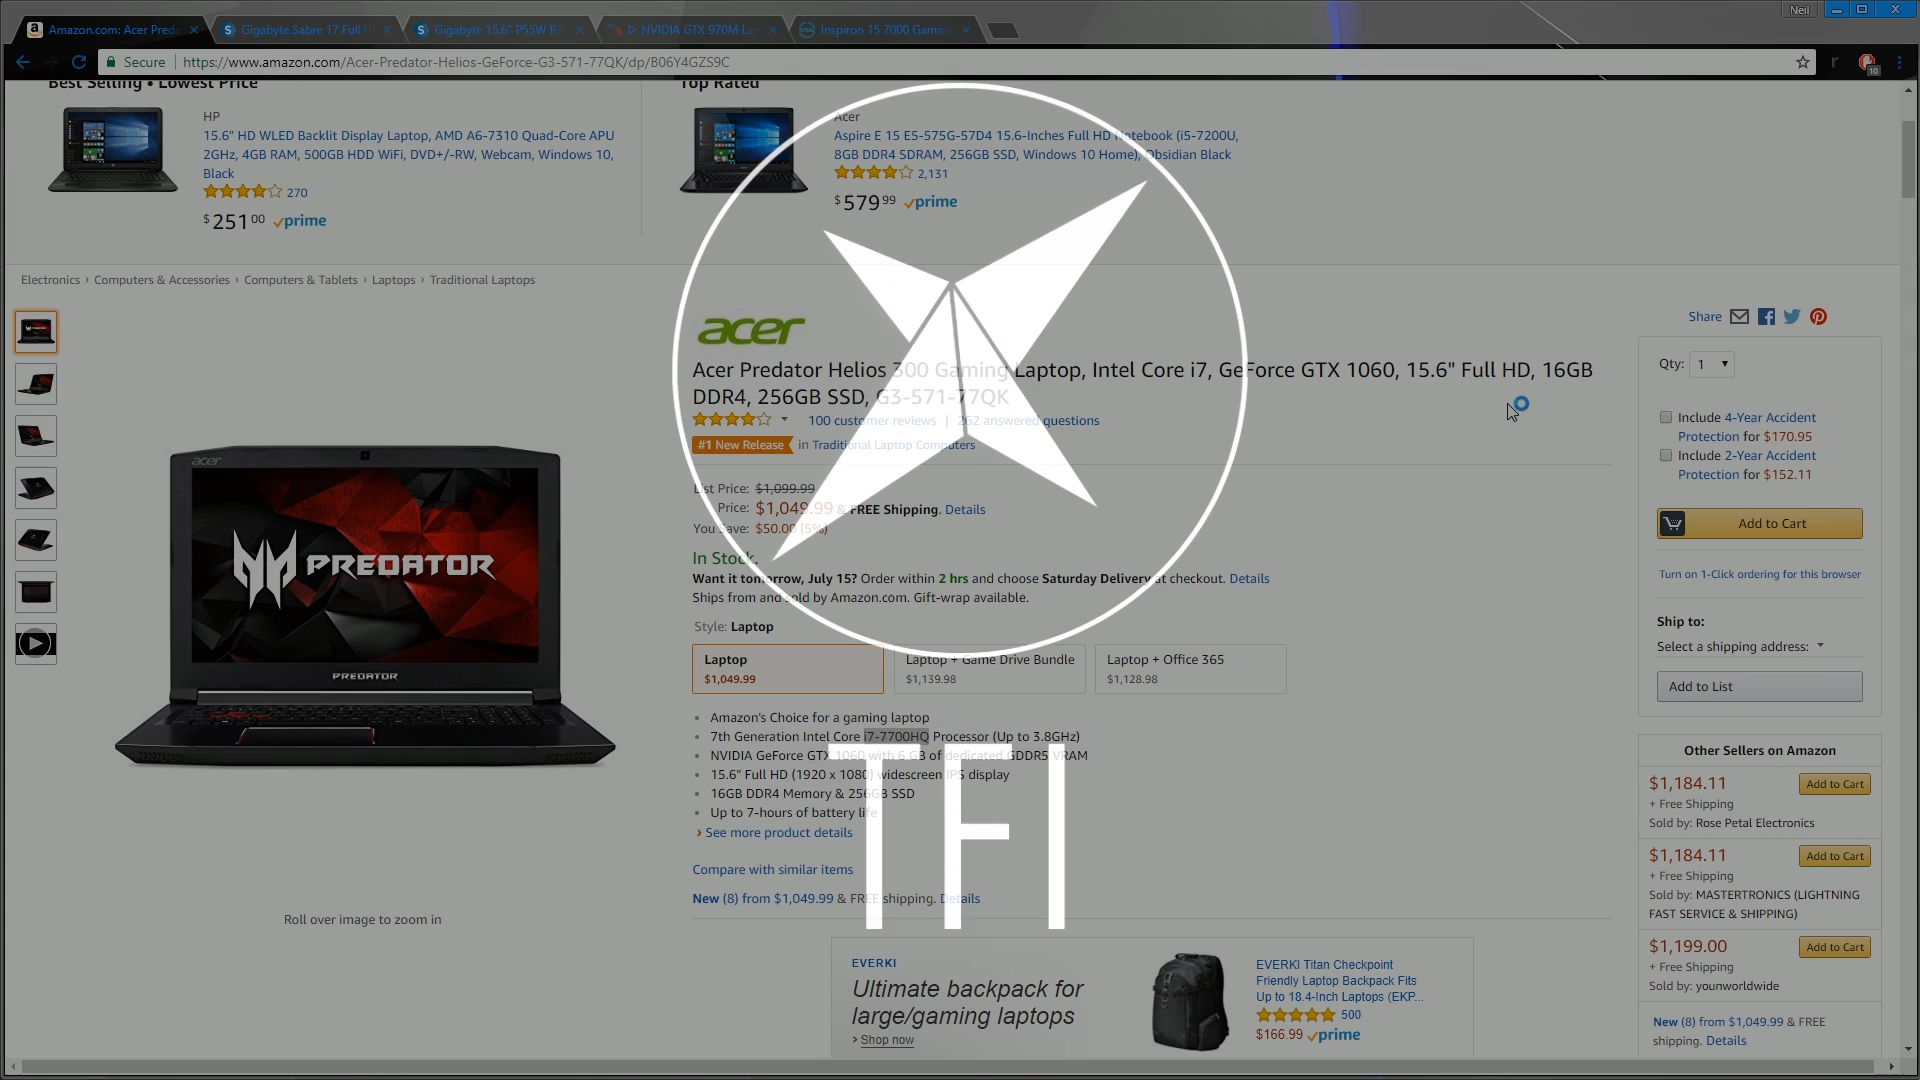 Neil
Amazon.com: Acer Pred
Gigabyte Sabre 17 Full
Gigabyte 15.6" P55W R7
NVIDIA GTX 970M La
Inspiron 15 7000 Gamin
Secure
https://www.amazon.com/Acer-Predator-Helios-GeForce-G3-571-77QK/dp/B06Y4GZS9C
10
Best Selling • Lowest Price
HP
15.6" HD WLED Backlit Display Laptop, AMD A6-7310 Quad-Core APU
2GHz, 4GB RAM, 500GB HDD WiFi, DVD+/-RW, Webcam, Windows 10,
Black
270
$251 00 prime
Top Rated
Acer
Aspire E 15 E5-575G-57D4 15.6-Inches Full HD Notebook (i5-7200U,
8GB DDR4 SDRAM, 256GB SSD, Windows 10 Home), Obsidian Black
2,131
$579 99 prime
Electronics › Computers & Accessories › Computers & Tablets › Laptops › Traditional Laptops
acer
PREDATOR
PREDATOR
Roll over image to zoom in
acer
Acer Predator Helios 300 Gaming Laptop, Intel Core i7, GeForce GTX 1060, 15.6" Full HD, 16GB
DDR4, 256GB SSD, G3-571-77QK
100 customer reviews | 262 answered questions
#1 New Release in Traditional Laptop Computers
List Price: $1,099.99
Price: $1,049.99 & FREE Shipping. Details
You Save: $50.00 (5%)
In Stock.
Want it tomorrow, July 15? Order within 2 hrs and choose Saturday Delivery at checkout. Details
Ships from and sold by Amazon.com. Gift-wrap available.
Style: Laptop
Laptop
$1,049.99
Laptop + Game Drive Bundle
$1,139.98
Laptop + Office 365
$1,128.98
• Amazon's Choice for a gaming laptop
• 7th Generation Intel Core i7-7700HQ Processor (Up to 3.8GHz)
• NVIDIA GeForce GTX 1060 with 6 GB of dedicated GDDR5 VRAM
• 15.6" Full HD (1920 x 1080) widescreen IPS display
• 16GB DDR4 Memory & 256GB SSD
• Up to 7-hours of battery life
› See more product details
TFI
Compare with similar items
New (8) from $1,049.99 & FREE shipping. Details
EVERKI
Ultimate backpack for
large/gaming laptops
› Shop now
EVERKI Titan Checkpoint
Friendly Laptop Backpack Fits
Up to 18.4-Inch Laptops (EKP...
500
$166.99 prime
Share
Qty: 1
Include 4-Year Accident
Protection for $170.95
Include 2-Year Accident
Protection for $152.11
Add to Cart
Turn on 1-Click ordering for this browser
Ship to:
Select a shipping address:
Add to List
Other Sellers on Amazon
$1,184.11
Add to Cart
+ Free Shipping
Sold by: Rose Petal Electronics
$1,184.11
Add to Cart
+ Free Shipping
Sold by: MASTERTRONICS (LIGHTNING
FAST SERVICE & SHIPPING)
$1,199.00
Add to Cart
+ Free Shipping
Sold by: younworldwide
New (8) from $1,049.99 & FREE
shipping. Details